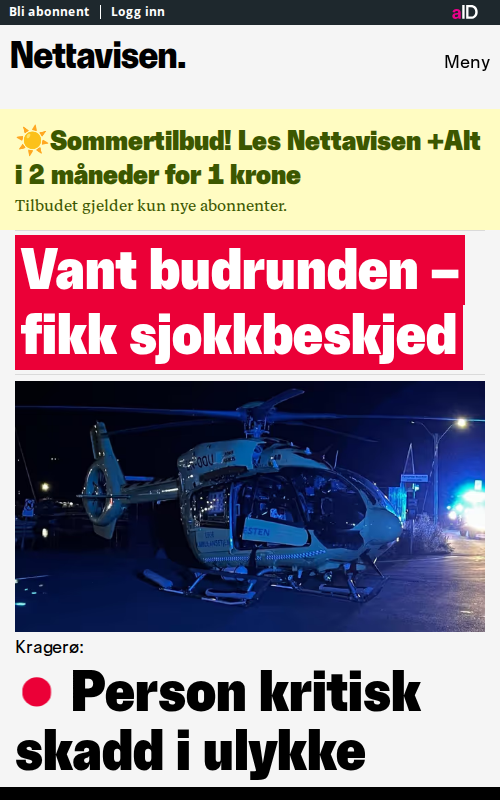 Bli abonnent
Logg inn
aID
Nettavisen.
Meny
☀️Sommertilbud! Les Nettavisen +Alt
i 2 måneder for 1 krone
Tilbudet gjelder kun nye abonnenter.
Vant budrunden –
fikk sjokkbeskjed
Kragerø:
Person kritisk
skadd i ulykke